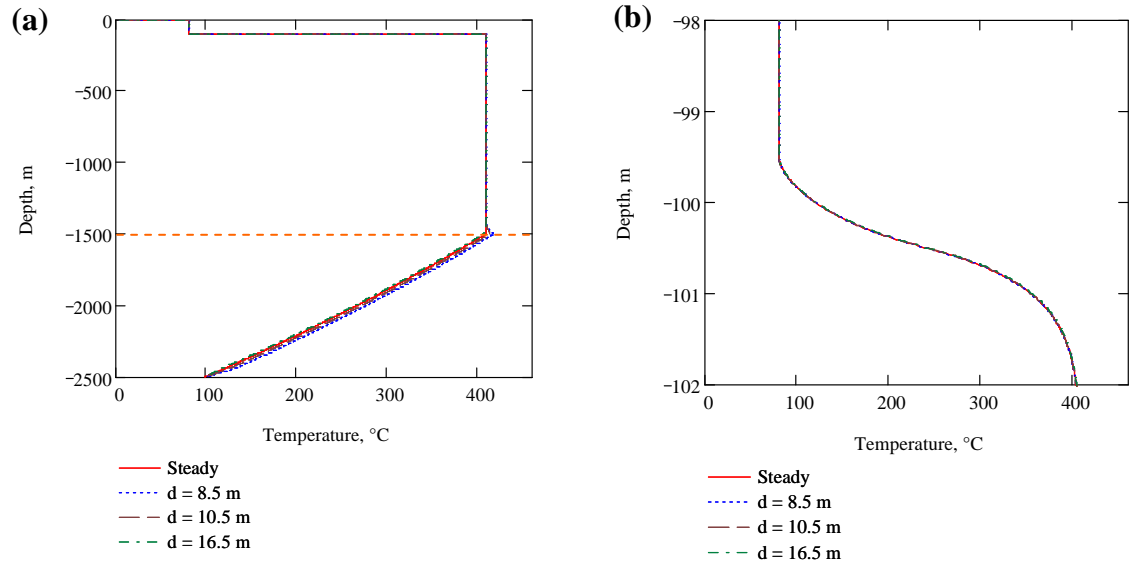 (a)
0
−500
−1000
−1500
−2000
−2500
Depth, m
0 100 200 300 400
Temperature, °C
Steady
d = 8.5 m
d = 10.5 m
d = 16.5 m
(b)
−98
−99
−100
−101
−102
Depth, m
0 100 200 300 400
Temperature, °C
Steady
d = 8.5 m
d = 10.5 m
d = 16.5 m